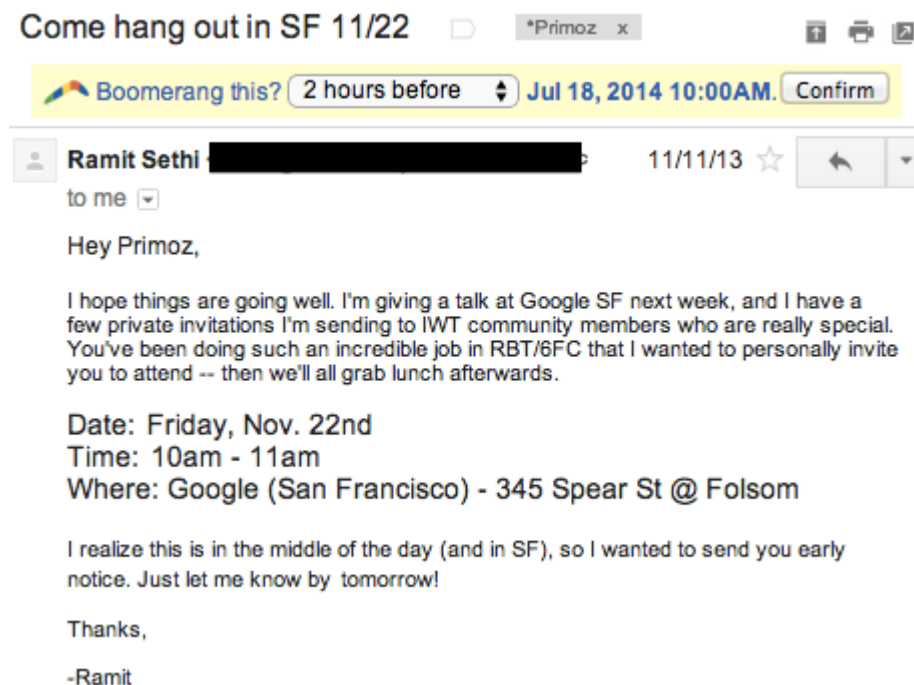 Come hang out in SF 11/22 *Primoz x
Boomerang this? 2 hours before Jul 18, 2014 10:00AM. Confirm
Ramit Sethi 11/11/13
to me
Hey Primoz,
I hope things are going well. I'm giving a talk at Google SF next week, and I have a
few private invitations I'm sending to IWT community members who are really special.
You've been doing such an incredible job in RBT/6FC that I wanted to personally invite
you to attend -- then we'll all grab lunch afterwards.
Date: Friday, Nov. 22nd
Time: 10am - 11am
Where: Google (San Francisco) - 345 Spear St @ Folsom
I realize this is in the middle of the day (and in SF), so I wanted to send you early
notice. Just let me know by tomorrow!
Thanks,
-Ramit